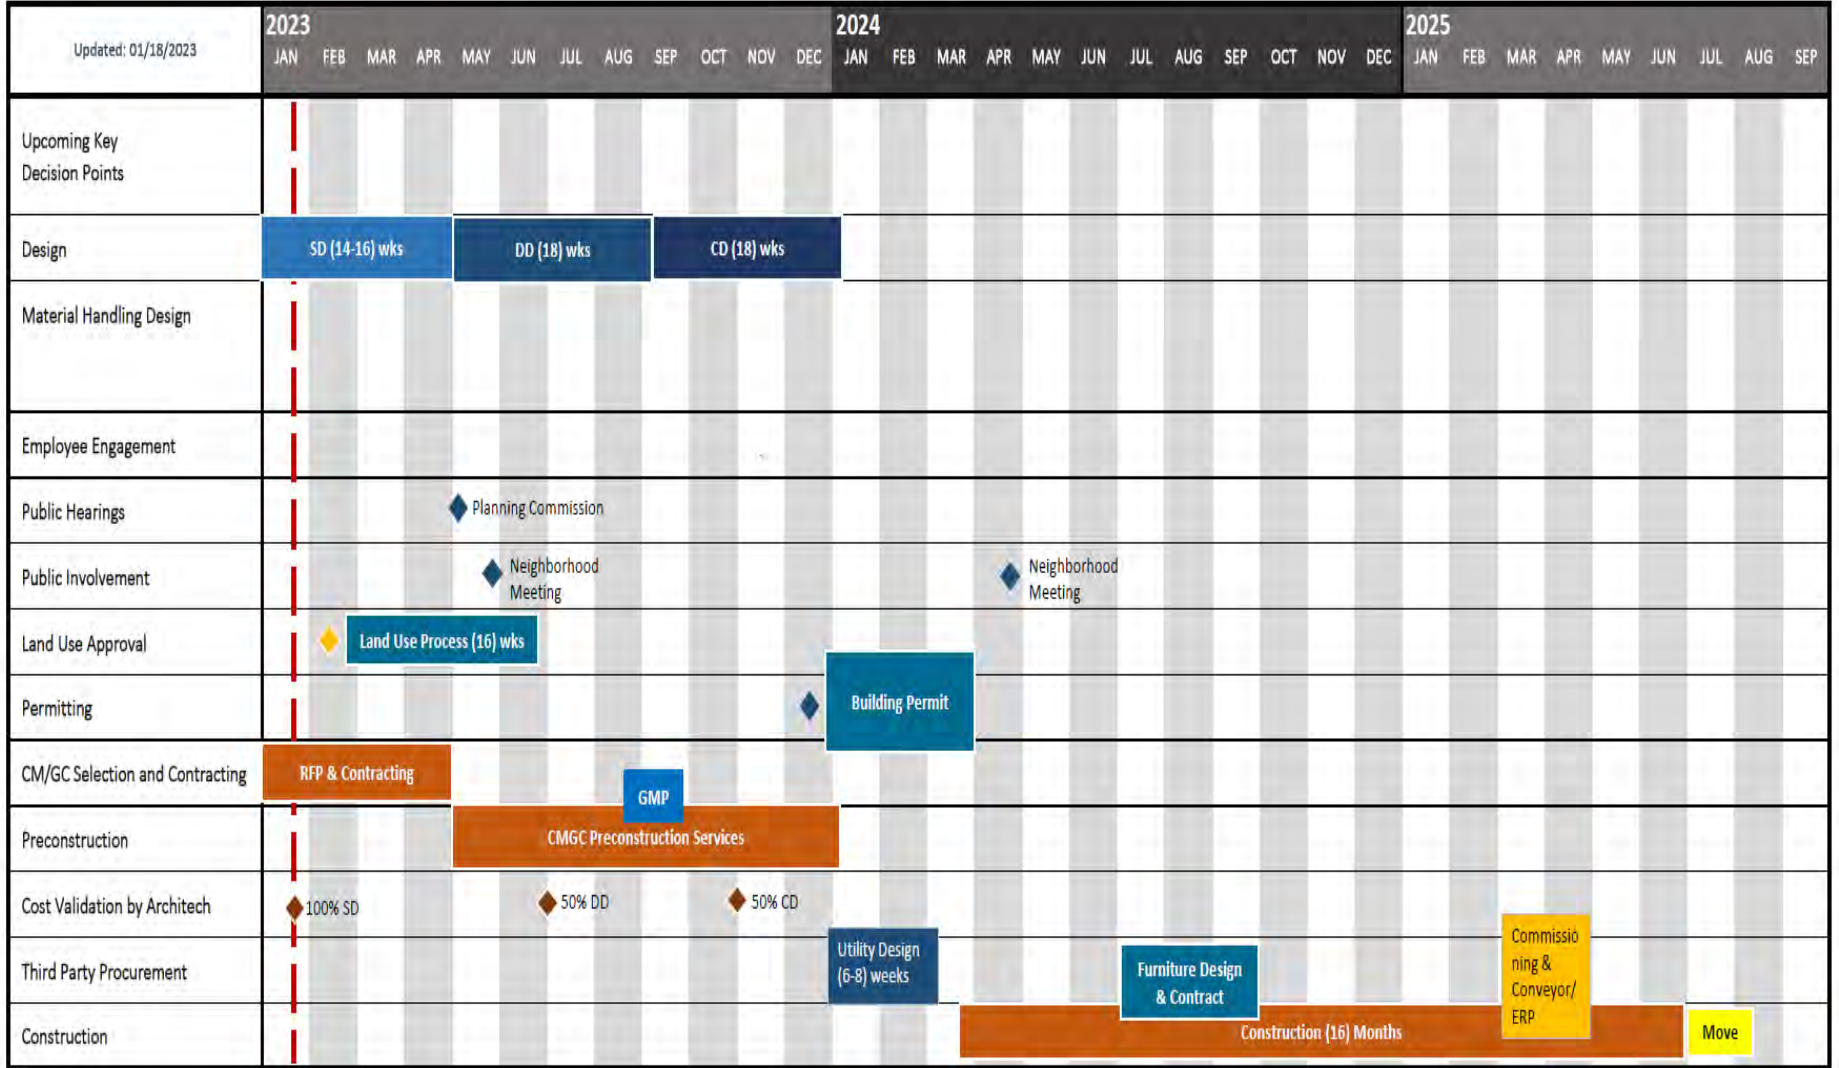 Updated: 01/18/2023
2023
2024
2025
JAN FEB MAR APR MAY JUN JUL AUG SEP OCT NOV DEC JAN FEB MAR APR MAY JUN JUL AUG SEP OCT NOV DEC JAN FEB MAR APR MAY JUN JUL AUG SEP
Upcoming Key
Decision Points
Design
SD (14-16) wks
DD (18) wks
CD (18) wks
Material Handling Design
Employee Engagement
Public Hearings
Planning Commission
Public Involvement
Neighborhood
Meeting
Neighborhood
Meeting
Land Use Approval
Land Use Process (16) wks
Permitting
Building Permit
CM/GC Selection and Contracting
RFP & Contracting
GMP
Preconstruction
CMGC Preconstruction Services
Cost Validation by Architech
100% SD
50% DD
50% CD
Third Party Procurement
Utility Design
(6-8) weeks
Furniture Design
& Contract
Commissio
ning &
Conveyor/
ERP
Construction
Construction (16) Months
Move